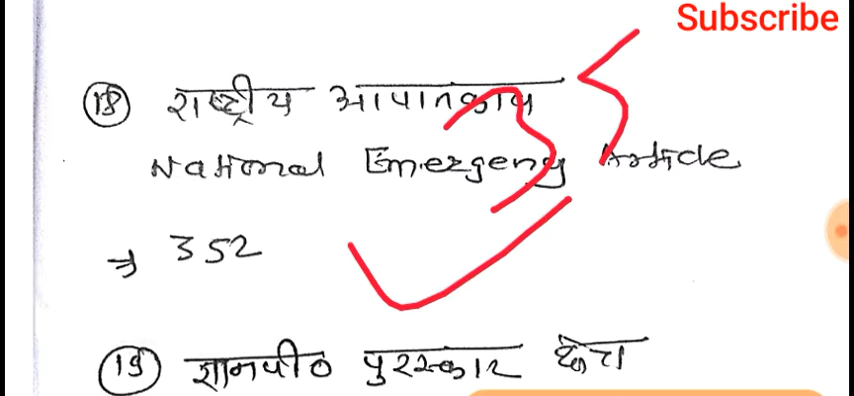 Subscribe
(18) राष्ट्रीय आपातकाल
National Emergency Article
⇒ 352
(19) ज्ञानपीठ पुरस्कार क्षेत्र